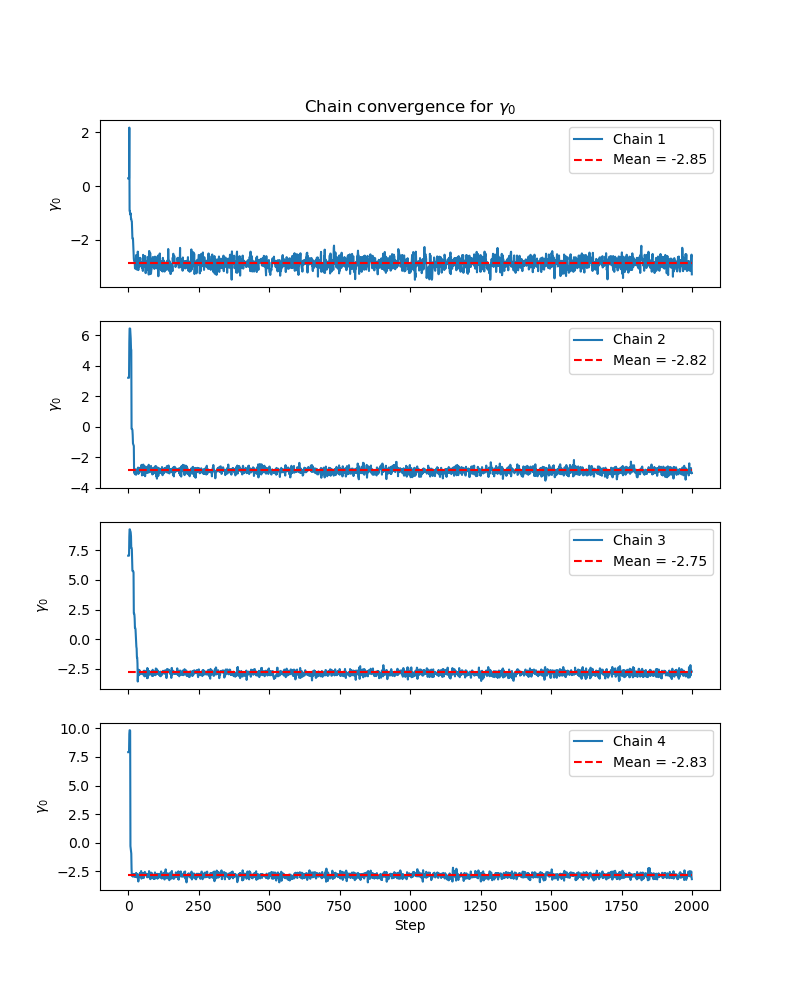 Chain convergence for γ₀
2
0
−2
γ₀
Chain 1
Mean = -2.85
6
4
2
0
−2
−4
γ₀
Chain 2
Mean = -2.82
7.5
5.0
2.5
0.0
−2.5
γ₀
Chain 3
Mean = -2.75
10.0
7.5
5.0
2.5
0.0
−2.5
γ₀
Chain 4
Mean = -2.83
0 250 500 750 1000 1250 1500 1750 2000
Step